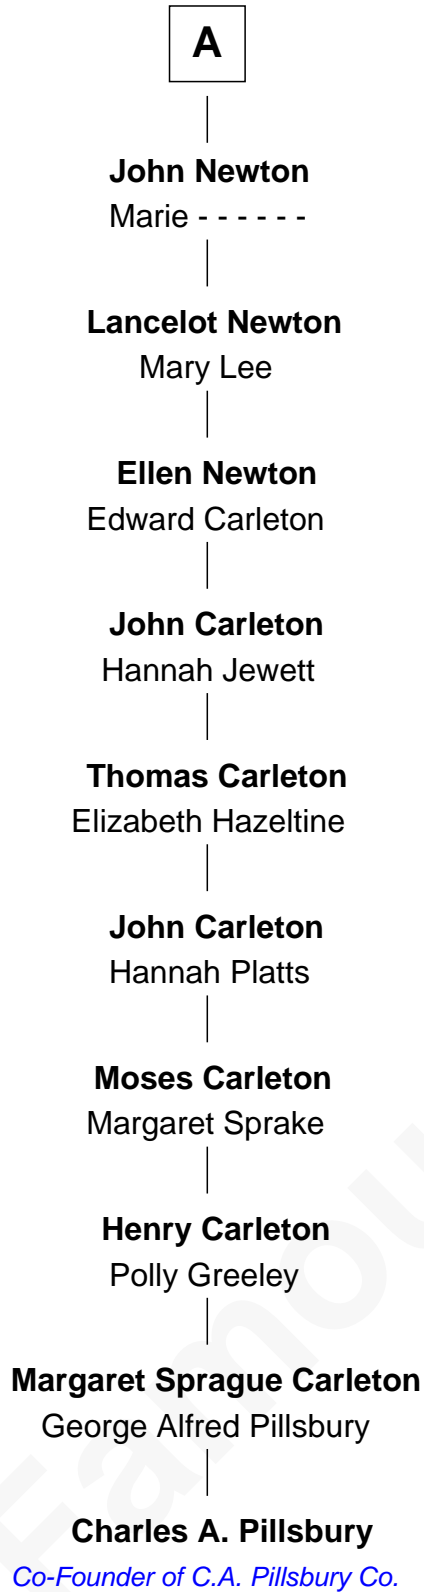 A
John Newton
Marie - - - - - -
Lancelot Newton
Mary Lee
Ellen Newton
Edward Carleton
John Carleton
Hannah Jewett
Thomas Carleton
Elizabeth Hazeltine
John Carleton
Hannah Platts
Moses Carleton
Margaret Sprake
Henry Carleton
Polly Greeley
Margaret Sprague Carleton
George Alfred Pillsbury
Charles A. Pillsbury
Co-Founder of C.A. Pillsbury Co.
Famou